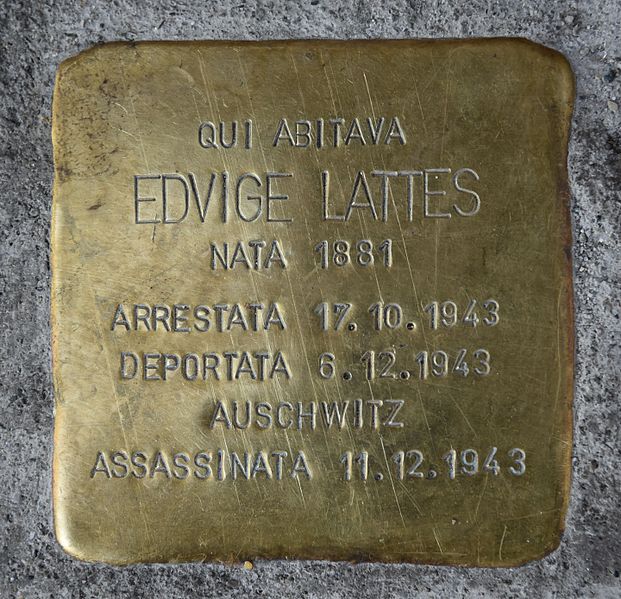 QUI ABITAVA
EDVIGE LATTES
NATA 1881
ARRESTATA 17.10.1943
DEPORTATA 6.12.1943
AUSCHWITZ
ASSASSINATA 11.12.1943